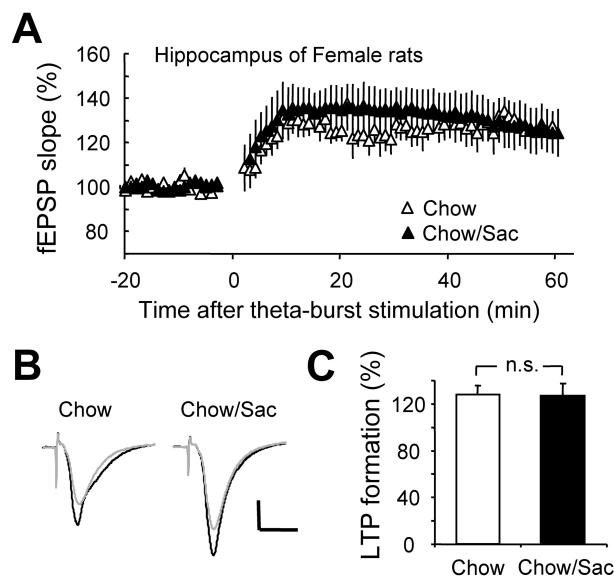 A
Hippocampus of Female rats
fEPSP slope (%)
160
140
120
100
80
Chow
Chow/Sac
-20
0
20
40
60
Time after theta-burst stimulation (min)
B
Chow
Chow/Sac
C
n.s.
LTP formation (%)
120
80
40
0
Chow
Chow/Sac